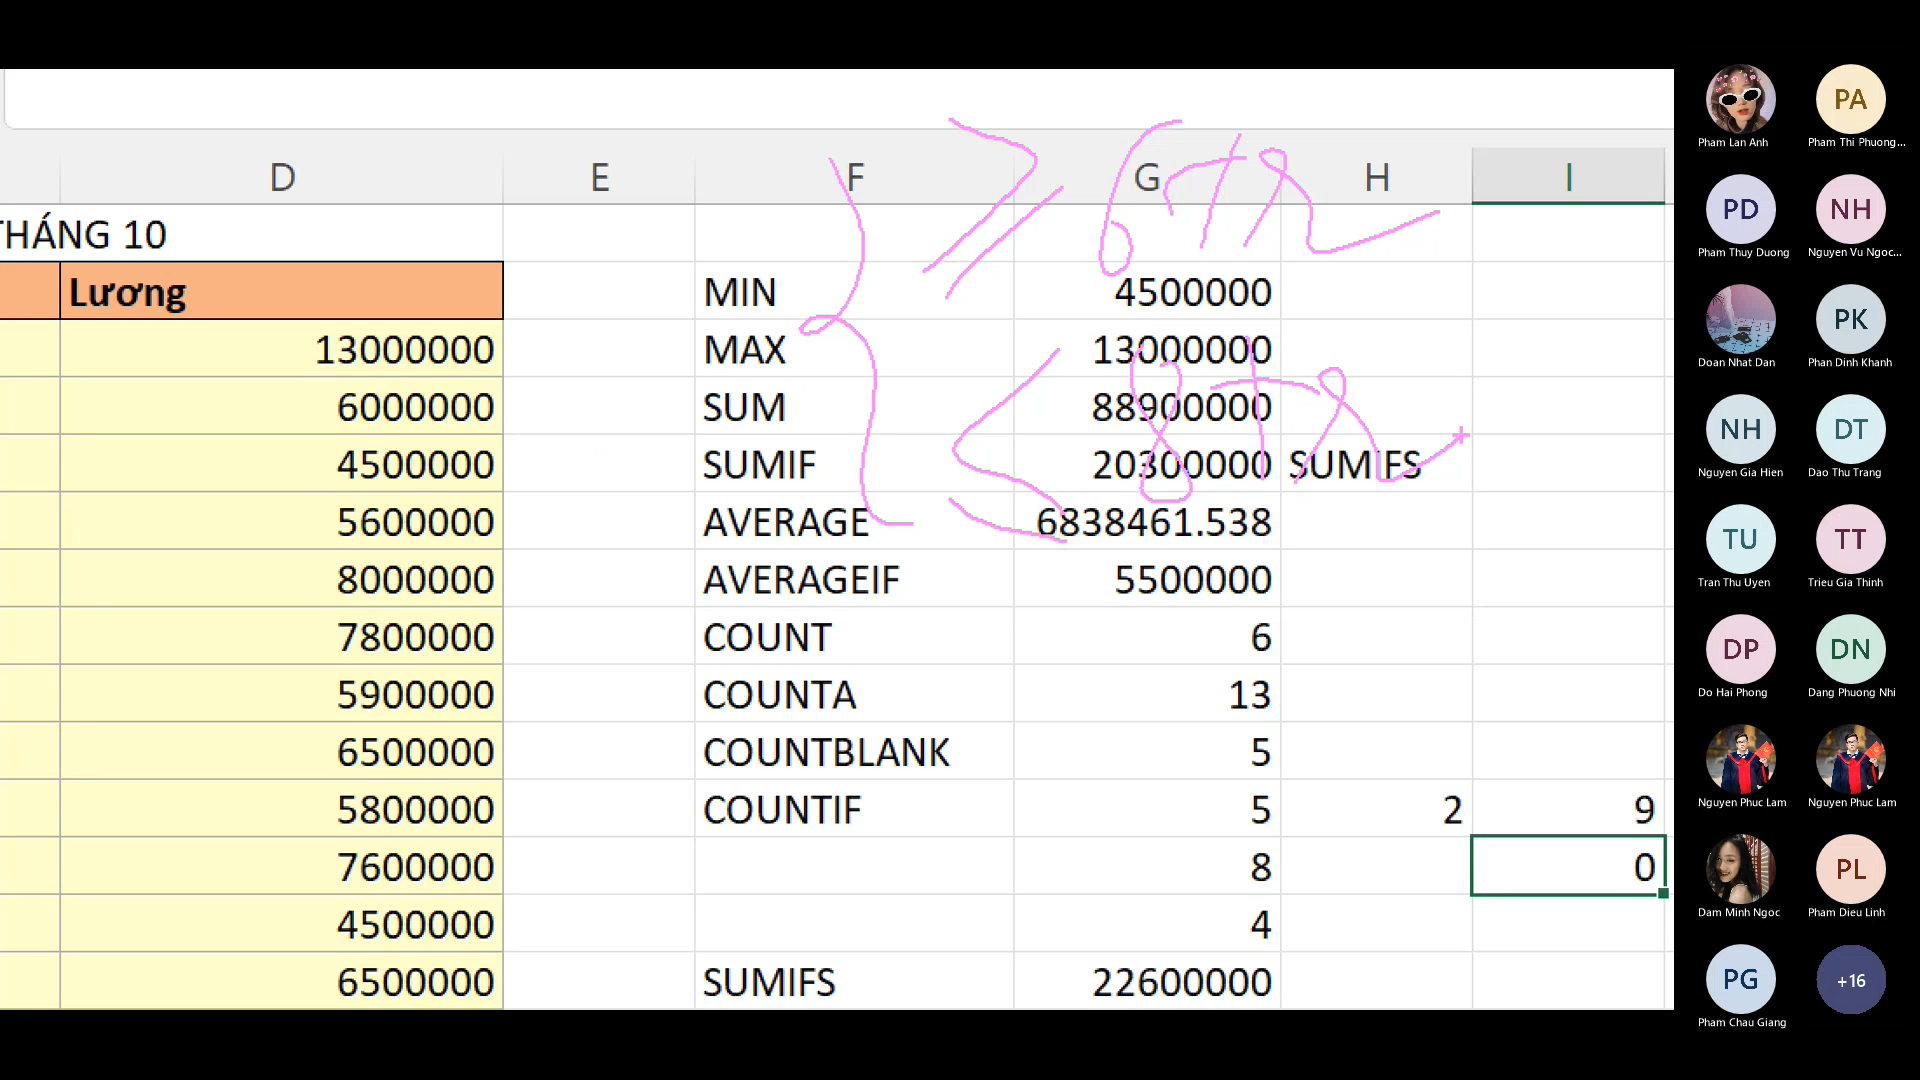 D E F G H I
THÁNG 10
Lương MIN 4500000
13000000 MAX 13000000
6000000 SUM 88900000
4500000 SUMIF 20300000 SUMIFS
5600000 AVERAGE 6838461.538
8000000 AVERAGEIF 5500000
7800000 COUNT 6
5900000 COUNTA 13
6500000 COUNTBLANK 5
5800000 COUNTIF 5 2 9
7600000 8 0
4500000 4
6500000 SUMIFS 22600000
≥ 6 tr
≤ 8 tr
Pham Lan Anh
PA
Pham Thi Phuong...
PD
Pham Thuy Duong
NH
Nguyen Vu Ngoc...
Doan Nhat Dan
PK
Phan Dinh Khanh
NH
Nguyen Gia Hien
DT
Dao Thu Trang
TU
Tran Thu Uyen
TT
Trieu Gia Thinh
DP
Do Hai Phong
DN
Dang Phuong Nhi
Nguyen Phuc Lam
Nguyen Phuc Lam
Dam Minh Ngoc
PL
Pham Dieu Linh
PG
Pham Chau Giang
+16